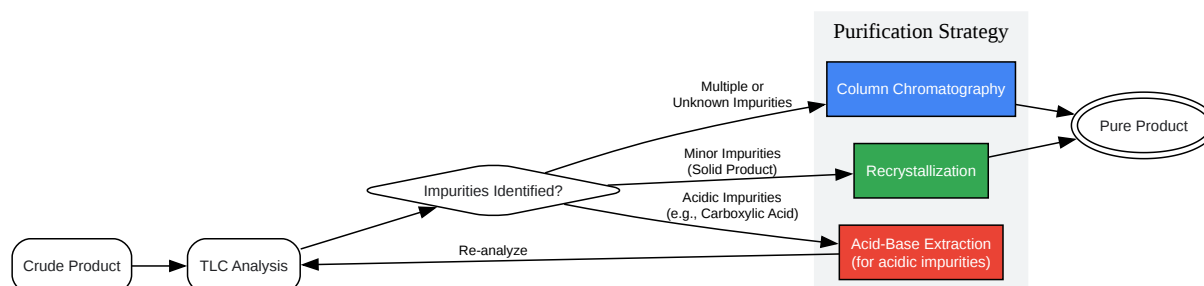 Purification Strategy
Multiple or
Unknown Impurities
Column Chromatography
Pure Product
Minor Impurities
(Solid Product)
Recrystallization
Impurities Identified?
Acidic Impurities
(e.g., Carboxylic Acid)
Acid-Base Extraction
(for acidic impurities)
Re-analyze
Crude Product
TLC Analysis